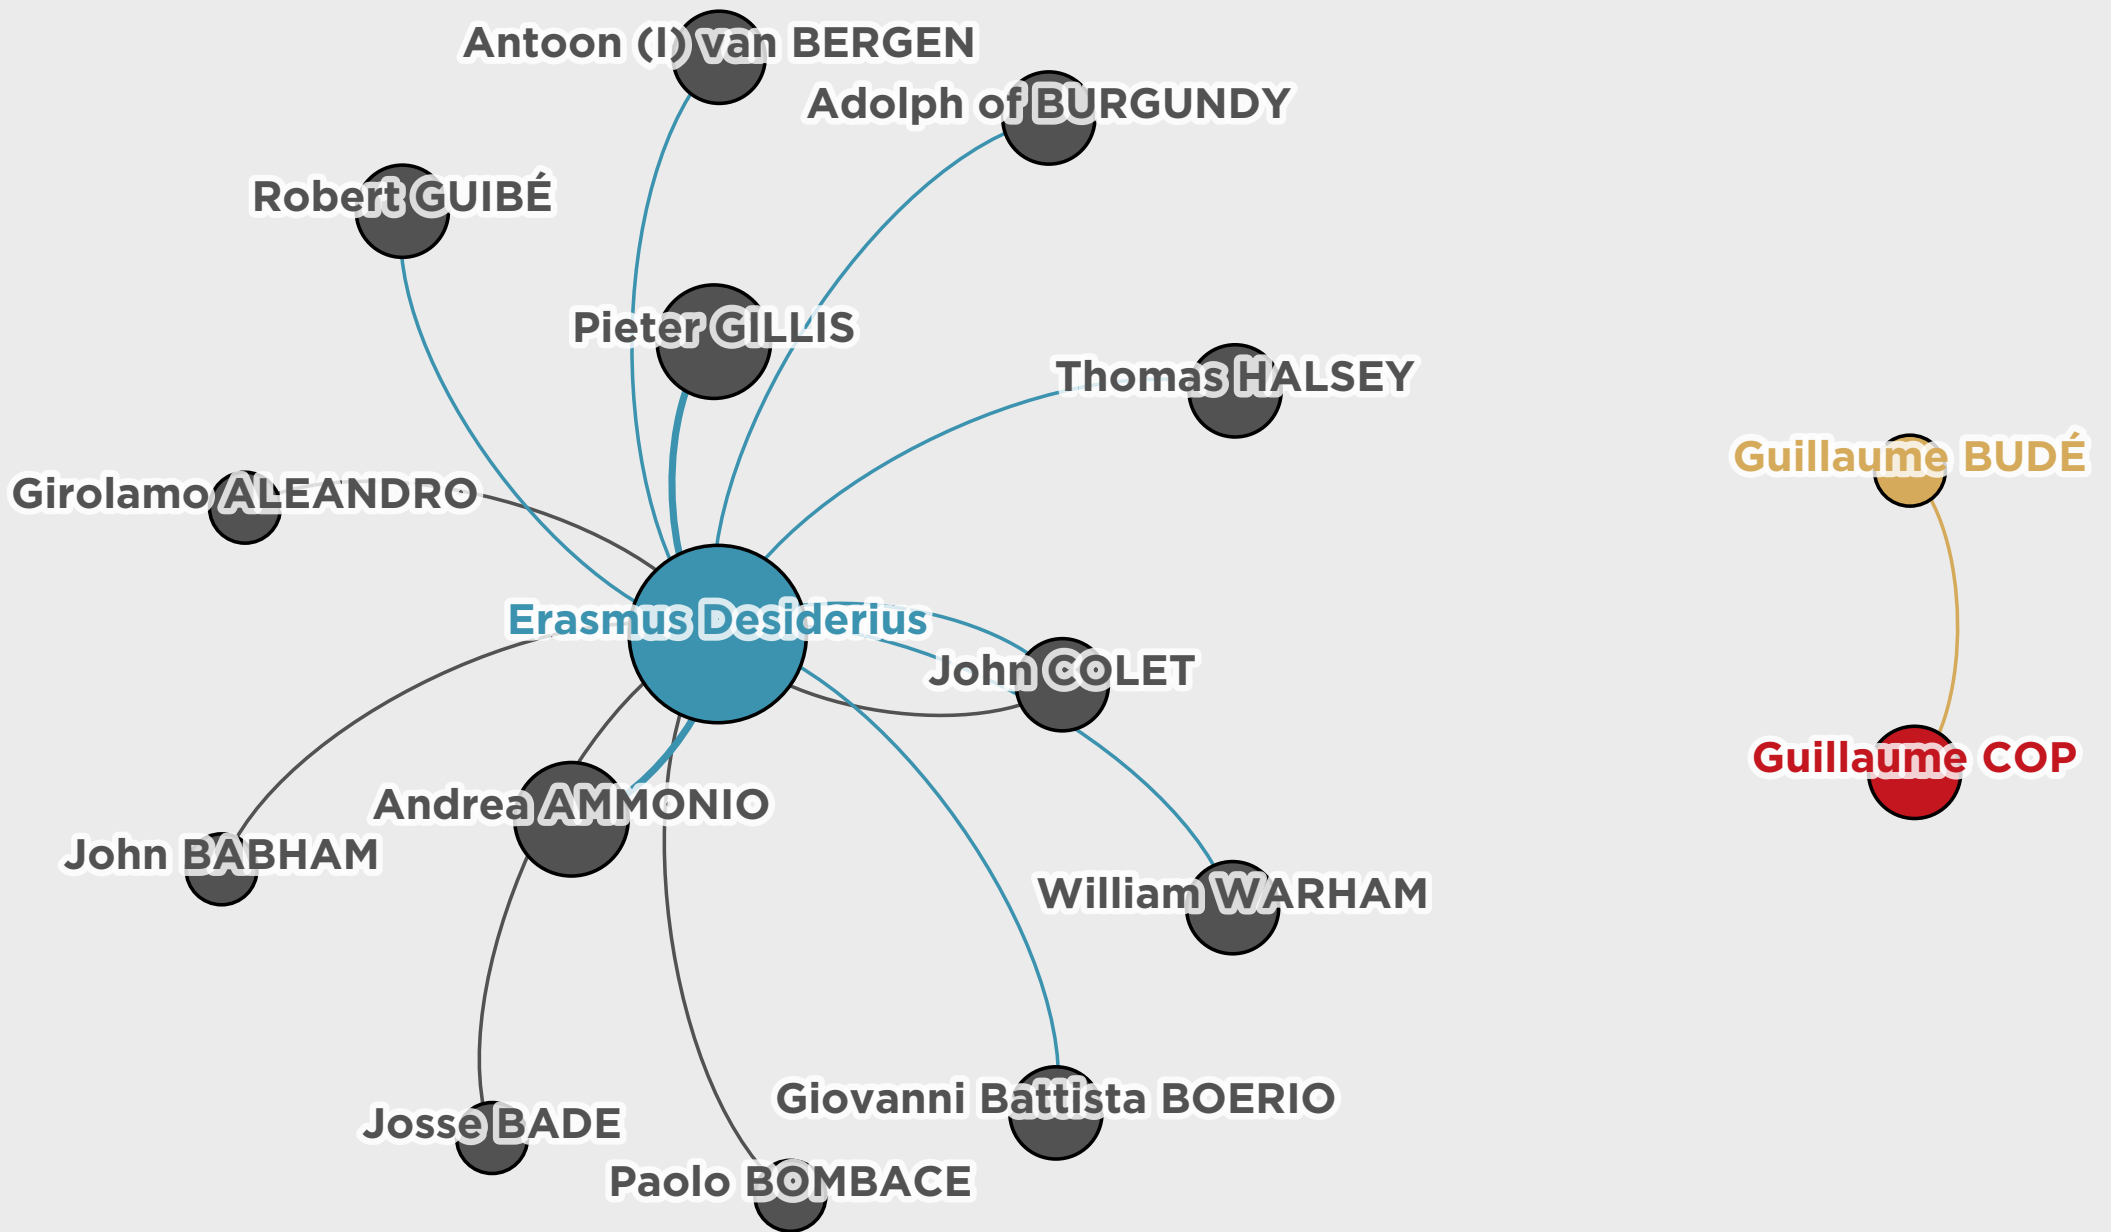 Antoon (I) van BERGEN
Adolph of BURGUNDY
Robert GUIBÉ
Pieter GILLIS
Thomas HALSEY
Guillaume BUDÉ
Girolamo ALEANDRO
Erasmus Desiderius
John COLET
Guillaume COP
Andrea AMMONIO
John BABHAM
William WARHAM
Giovanni Battista BOERIO
Josse BADE
Paolo BOMBACE